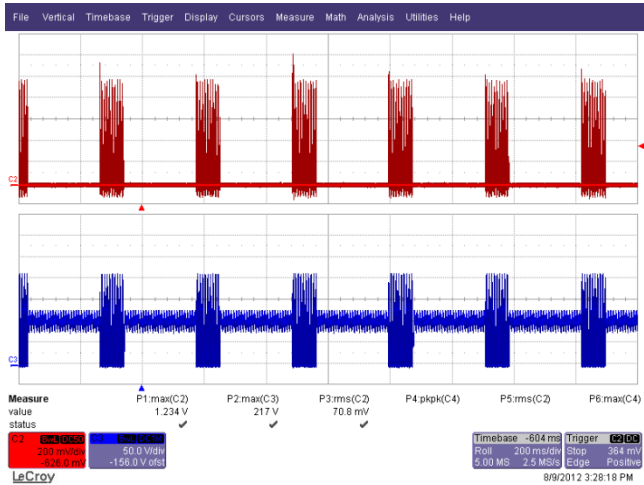 File Vertical Timebase Trigger Display Cursors Measure Math Analysis Utilities Help
C2
C3
Measure P1:max(C2) P2:max(C3) P3:rms(C2) P4:pkpk(C4) P5:rms(C2) P6:max(C4)
value 1.234 V 217 V 70.8 mV
status
C2 BwL DC50
200 mV/div
-826.0 mV
50.0 V/div
-156.0 V ofst
Timebase -604 ms
Roll 200 ms/div
5.00 MS 2.5 MS/s
Trigger C2 DC
Stop 364 mV
Edge Positive
LeCroy
8/9/2012 3:28:18 PM